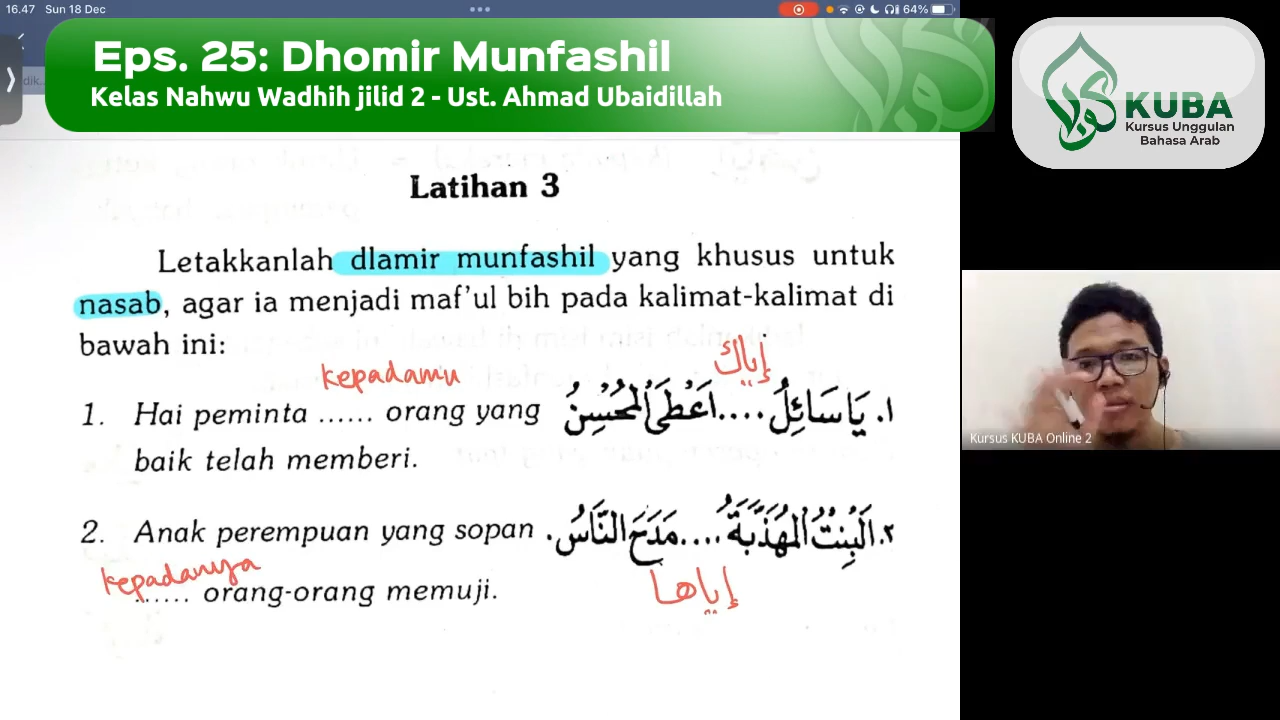 16.47 Sun 18 Dec
64%
Eps. 25: Dhomir Munfashil
Kelas Nahwu Wadhih jilid 2 - Ust. Ahmad Ubaidillah
KUBA
Kursus Unggulan
Bahasa Arab
Latihan 3
Letakkanlah dlamir munfashil yang khusus untuk
nasab, agar ia menjadi maf'ul bih pada kalimat-kalimat di
bawah ini:
kepadamu
إياك
1. Hai peminta ...... orang yang
baik telah memberi.
١. يَا سَائِلُ .... اَعْطَى الْمُحْسِنُ
2. Anak perempuan yang sopan
...... orang-orang memuji.
kepadanya
٢. اَلْبِنْتُ الْمُهَذَّبَةُ .... مَدَحَ النَّاسُ.
إياها
Kursus KUBA Online 2